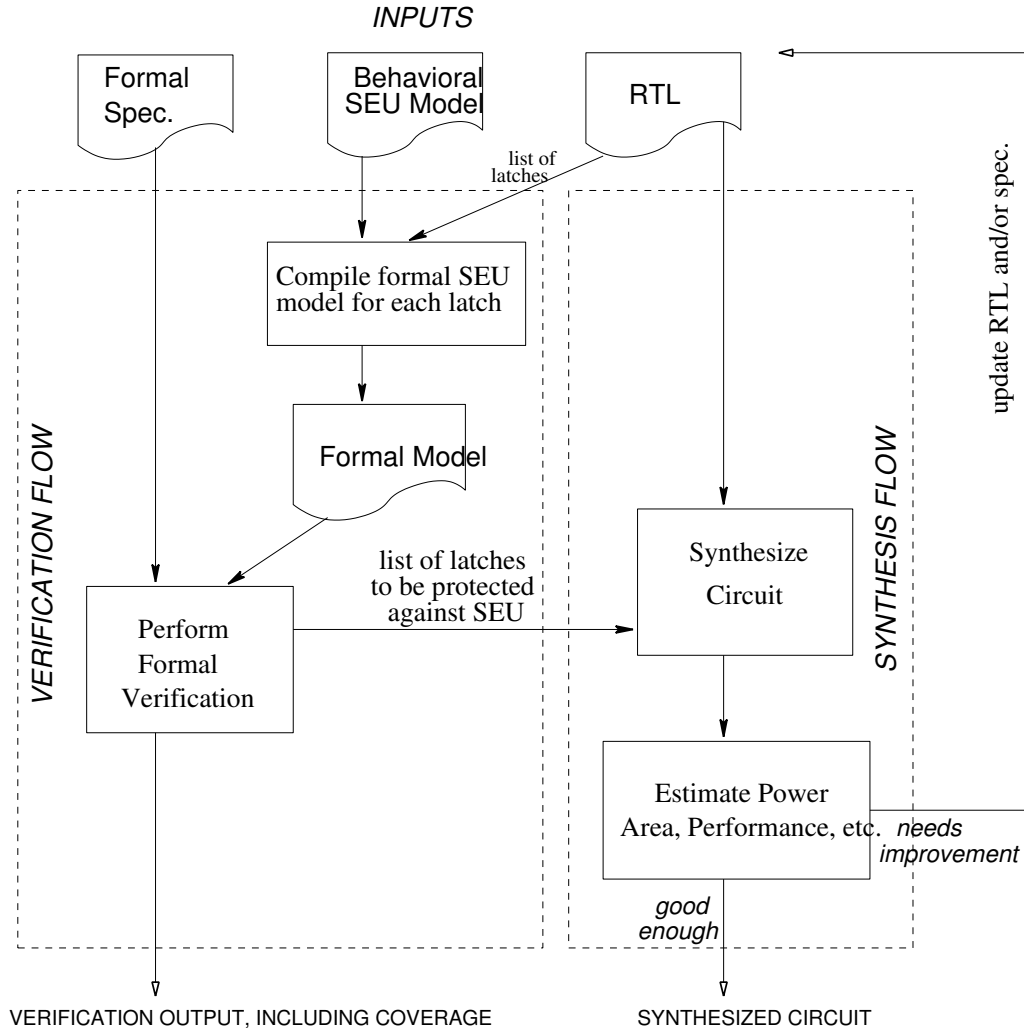 INPUTS
Formal
Spec.
Behavioral
SEU Model
RTL
list of
latches
update RTL and/or spec.
Compile formal SEU
model for each latch
Formal Model
VERIFICATION FLOW
SYNTHESIS FLOW
list of latches
to be protected
against SEU
Synthesize
Circuit
Perform
Formal
Verification
Estimate Power
Area, Performance, etc.
needs
improvement
good
enough
VERIFICATION OUTPUT, INCLUDING COVERAGE
SYNTHESIZED CIRCUIT